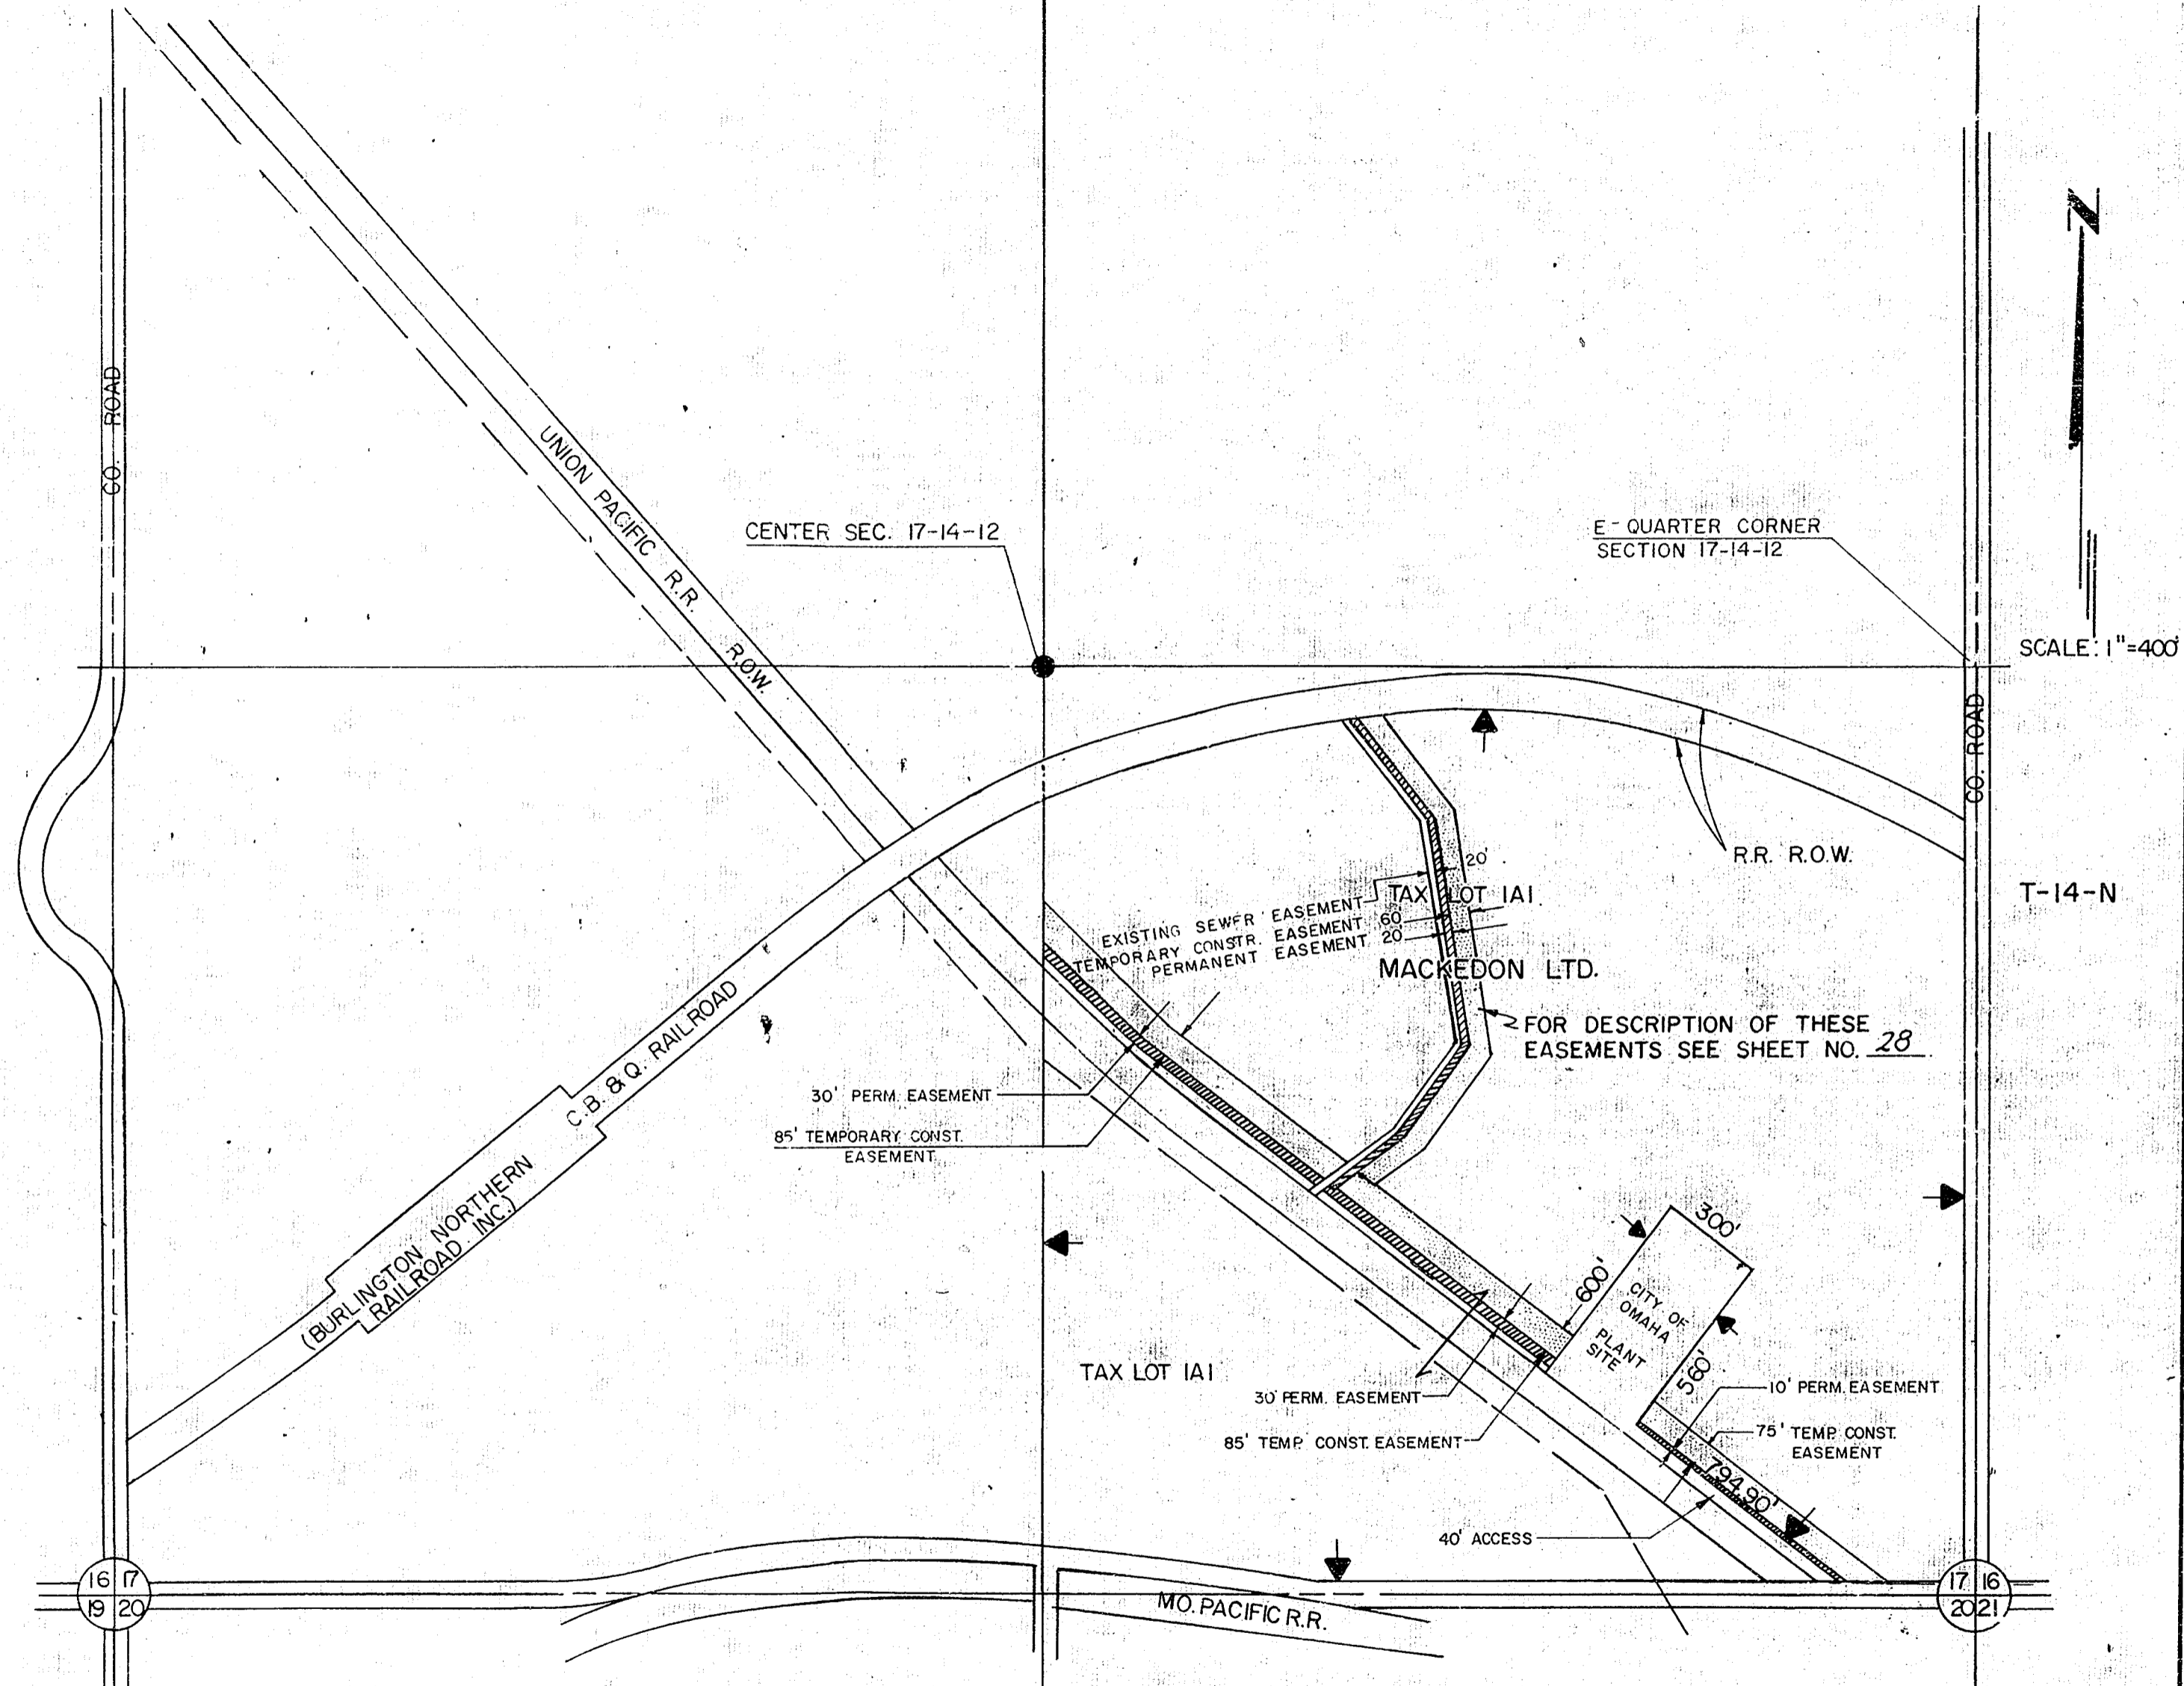 N
CO. ROAD
UNION PACIFIC R.R. R.O.W.
CENTER SEC. 17-14-12
E-QUARTER CORNER
SECTION 17-14-12
SCALE: 1"=400'
CO. ROAD
R.R. R.O.W.
T-14-N
20'
EXISTING SEWER EASEMENT
TAX LOT 1A1
TEMPORARY CONSTR. EASEMENT 60
PERMANENT EASEMENT 20
MACKEDON LTD.
FOR DESCRIPTION OF THESE
EASEMENTS SEE SHEET NO. 28
C.B. & Q. RAILROAD
(BURLINGTON NORTHERN
RAILROAD INC.)
30' PERM. EASEMENT
85' TEMPORARY CONST.
EASEMENT
300'
600'
CITY OF
OMAHA
PLANT
SITE
560'
TAX LOT 1A1
30' PERM. EASEMENT
85' TEMP. CONST. EASEMENT
10' PERM. EASEMENT
75' TEMP. CONST.
EASEMENT
794.90'
40' ACCESS
MO. PACIFIC R.R.
16 17
19 20
17 16
20 21